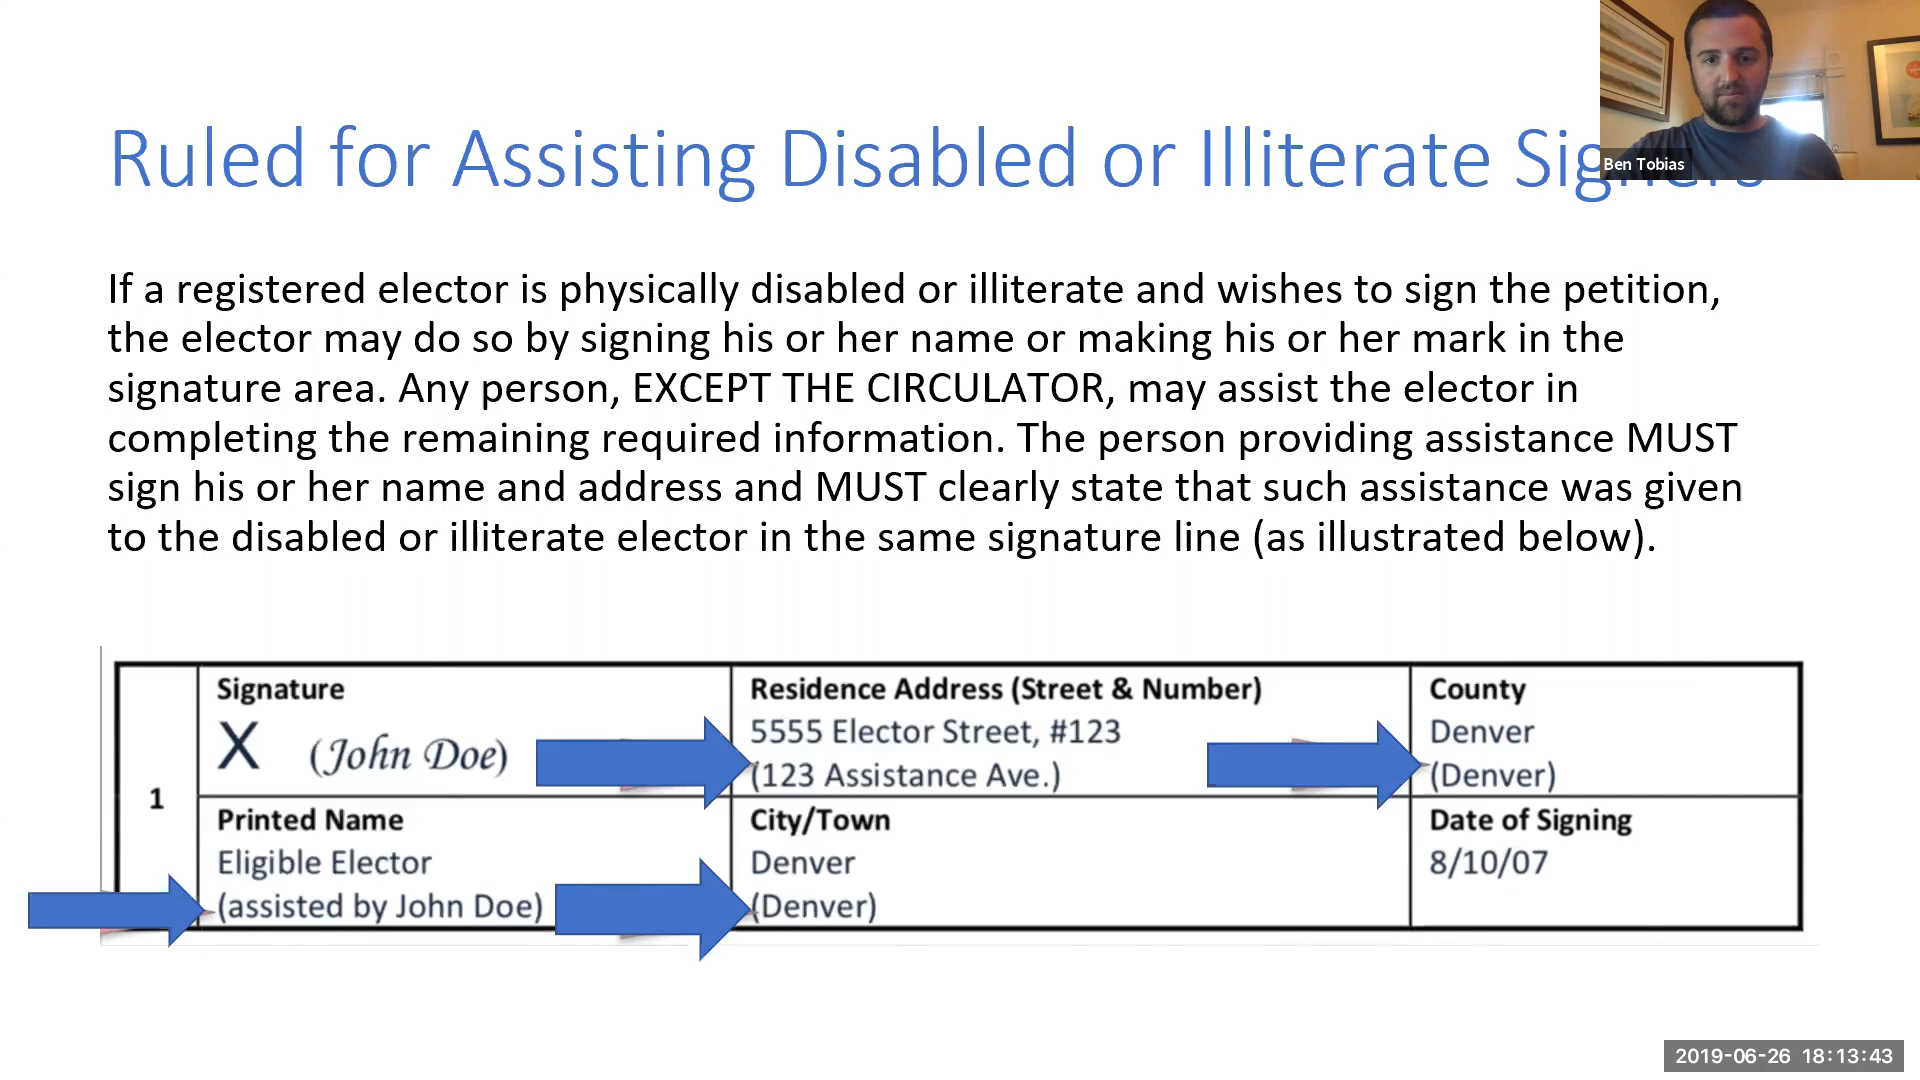 Ruled for Assisting Disabled or Illiterate Signers
Ben Tobias
If a registered elector is physically disabled or illiterate and wishes to sign the petition,
the elector may do so by signing his or her name or making his or her mark in the
signature area. Any person, EXCEPT THE CIRCULATOR, may assist the elector in
completing the remaining required information. The person providing assistance MUST
sign his or her name and address and MUST clearly state that such assistance was given
to the disabled or illiterate elector in the same signature line (as illustrated below).
1
Signature
X (John Doe)
Residence Address (Street & Number)
5555 Elector Street, #123
(123 Assistance Ave.)
County
Denver
(Denver)
Printed Name
Eligible Elector
(assisted by John Doe)
City/Town
Denver
(Denver)
Date of Signing
8/10/07
2019-06-26 18:13:43